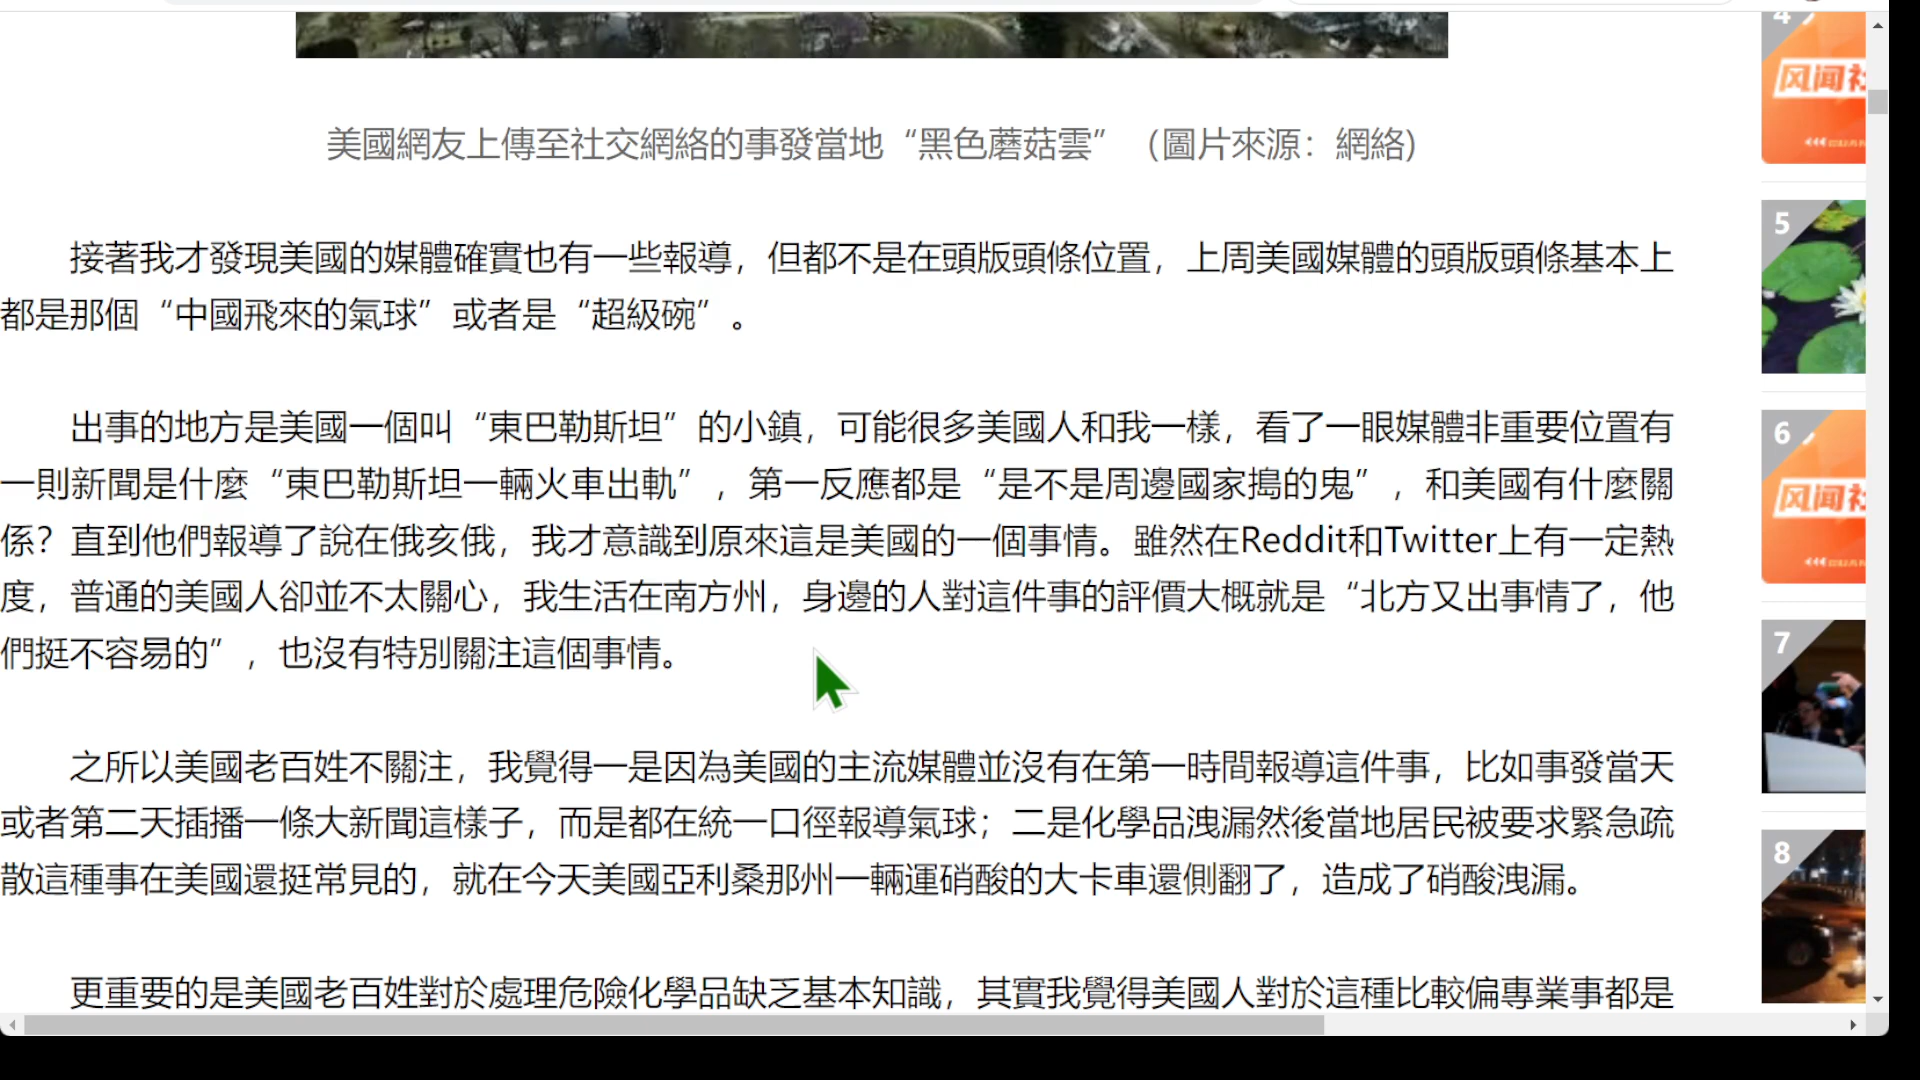 美國網友上傳至社交網絡的事發當地“黑色蘑菇雲”（圖片來源：網絡)
接著我才發現美國的媒體確實也有一些報導，但都不是在頭版頭條位置，上周美國媒體的頭版頭條基本上
都是那個“中國飛來的氣球”或者是“超級碗”。
出事的地方是美國一個叫“東巴勒斯坦”的小鎮，可能很多美國人和我一樣，看了一眼媒體非重要位置有
一則新聞是什麼“東巴勒斯坦一輛火車出軌”，第一反應都是“是不是周邊國家搗的鬼”，和美國有什麼關
係？直到他們報導了說在俄亥俄，我才意識到原來這是美國的一個事情。雖然在Reddit和Twitter上有一定熱
度，普通的美國人卻並不太關心，我生活在南方州，身邊的人對這件事的評價大概就是“北方又出事情了，他
們挺不容易的”，也沒有特別關注這個事情。
之所以美國老百姓不關注，我覺得一是因為美國的主流媒體並沒有在第一時間報導這件事，比如事發當天
或者第二天插播一條大新聞這樣子，而是都在統一口徑報導氣球；二是化學品洩漏然後當地居民被要求緊急疏
散這種事在美國還挺常見的，就在今天美國亞利桑那州一輛運硝酸的大卡車還側翻了，造成了硝酸洩漏。
更重要的是美國老百姓對於處理危險化學品缺乏基本知識，其實我覺得美國人對於這種比較偏專業事都是
4
风闻社
5
6
风闻社
7
8